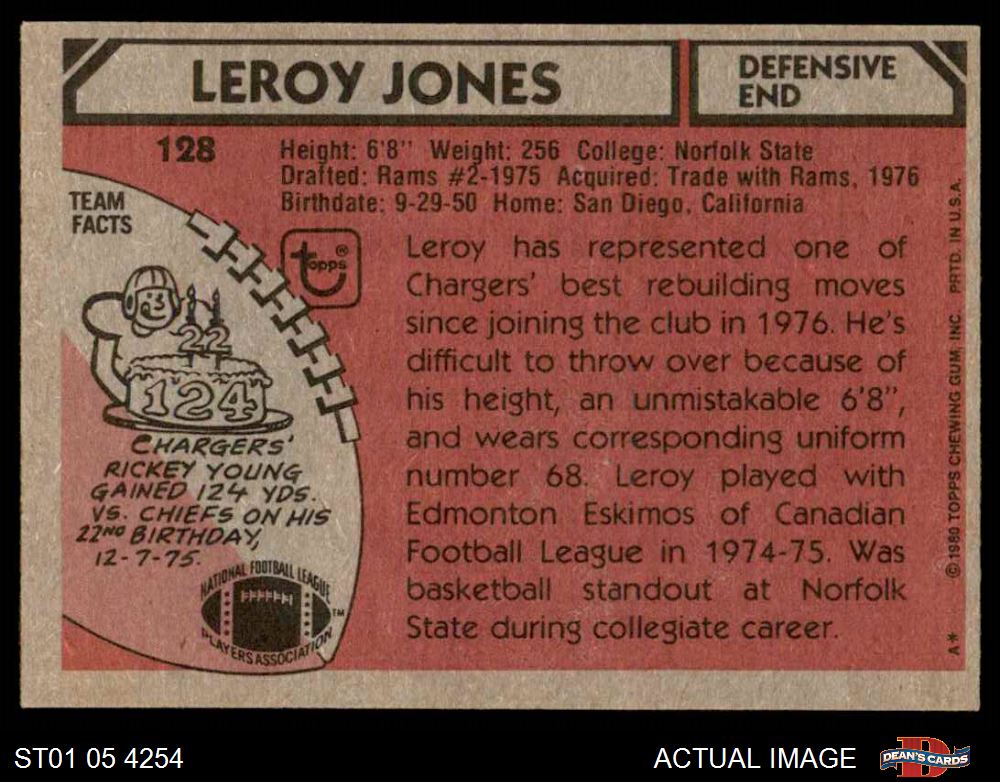 LEROY JONES
DEFENSIVE
END
128
Height: 6'8" Weight: 256 College: Norfolk State
Drafted: Rams #2-1975 Acquired: Trade with Rams, 1976
Birthdate: 9-29-50 Home: San Diego, California
TEAM
FACTS
topps®
22
124
CHARGERS'
RICKEY YOUNG
GAINED 124 YDS.
VS. CHIEFS ON HIS
22ND BIRTHDAY,
12-7-75.
NATIONAL FOOTBALL LEAGUE
PLAYERS ASSOCIATION
TM
Leroy has represented one of
Chargers' best rebuilding moves
since joining the club in 1976. He's
difficult to throw over because of
his height, an unmistakable 6'8",
and wears corresponding uniform
number 68. Leroy played with
Edmonton Eskimos of Canadian
Football League in 1974-75. Was
basketball standout at Norfolk
State during collegiate career.
A* © 1980 TOPPS CHEWING GUM, INC. PRTD. IN U.S.A.
ST01 05 4254
ACTUAL IMAGE
D
DEAN'S CARDS